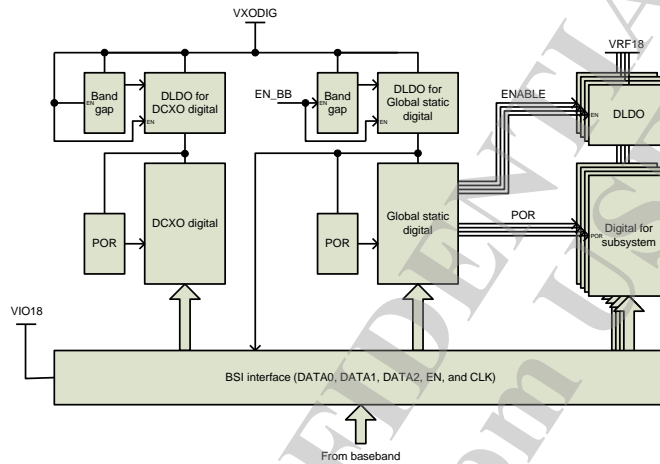 VXODIG
VRF18
Band gap
EN
DLDO for DCXO digital
EN
EN_BB
EN
Band gap
DLDO for Global static digital
EN
ENABLE
EN
DLDO
POR
DCXO digital
POR
Global static digital
POR
POR
Digital for subsystem
VIO18
BSI interface (DATA0, DATA1, DATA2, EN, and CLK)
From baseband